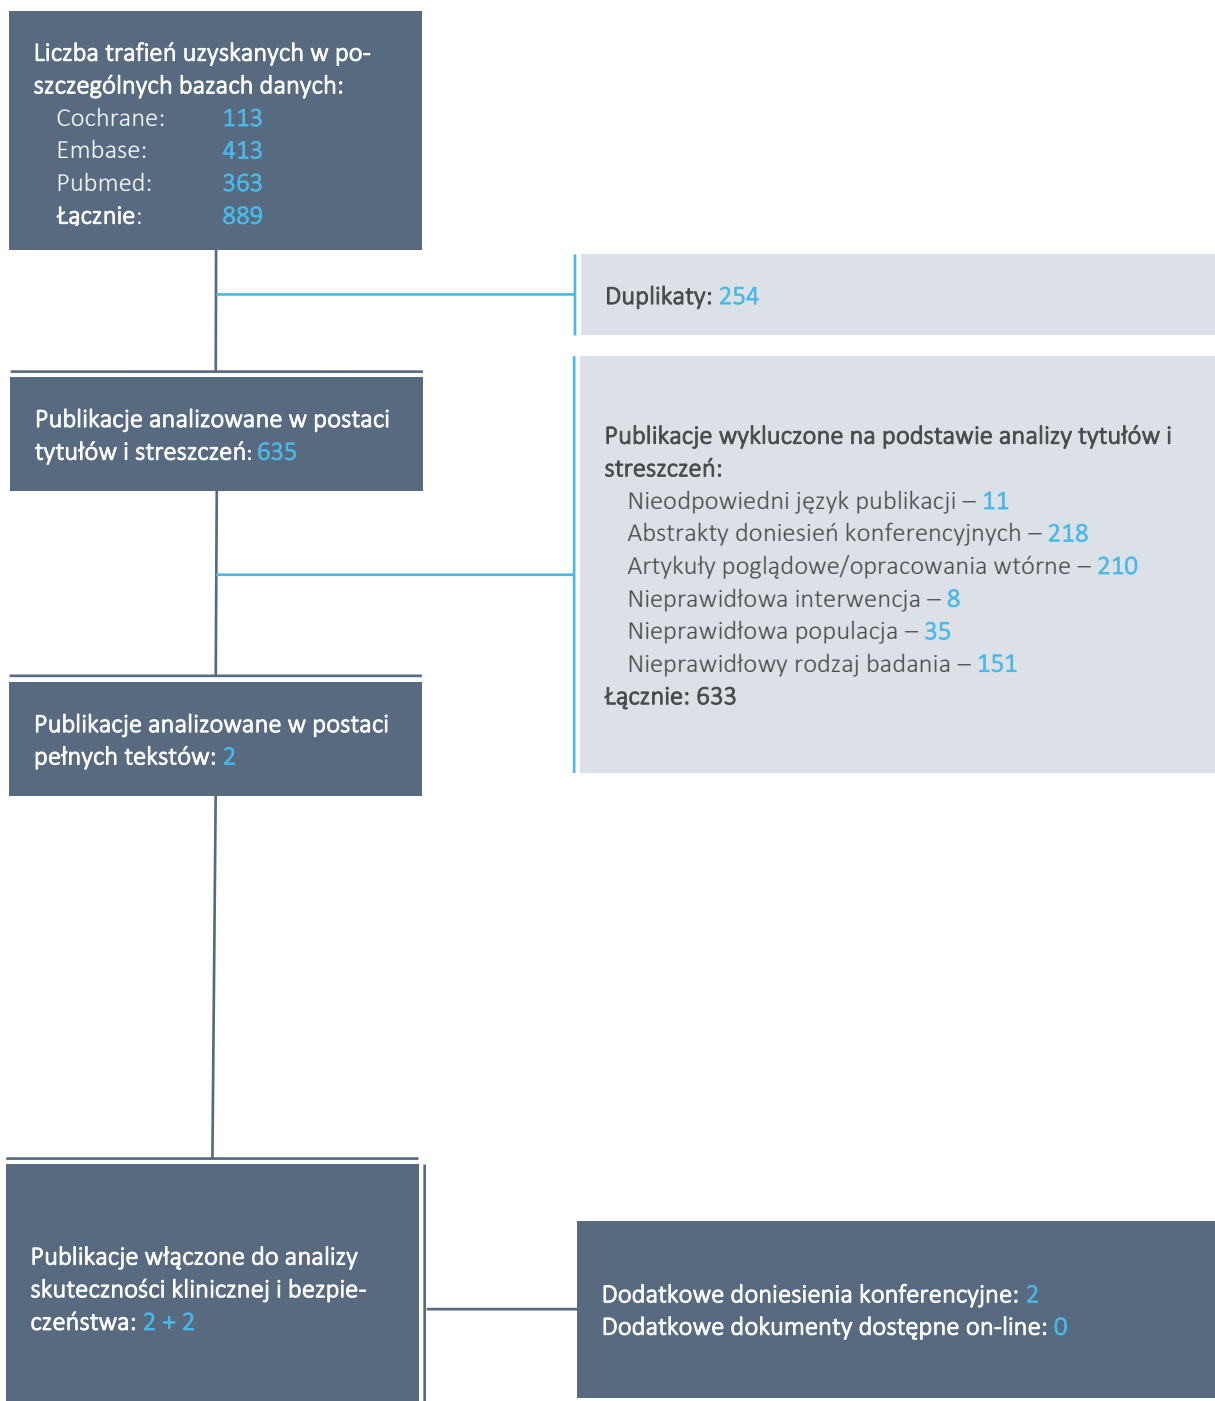 Liczba trafień uzyskanych w po-
szczególnych bazach danych:
Cochrane: 113
Embase: 413
Pubmed: 363
Łącznie: 889
Duplikaty: 254
Publikacje analizowane w postaci
tytułów i streszczeń: 635
Publikacje wykluczone na podstawie analizy tytułów i
streszczeń:
Nieodpowiedni język publikacji – 11
Abstrakty doniesień konferencyjnych – 218
Artykuły poglądowe/opracowania wtórne – 210
Nieprawidłowa interwencja – 8
Nieprawidłowa populacja – 35
Nieprawidłowy rodzaj badania – 151
Łącznie: 633
Publikacje analizowane w postaci
pełnych tekstów: 2
Publikacje włączone do analizy
skuteczności klinicznej i bezpie-
czeństwa: 2 + 2
Dodatkowe doniesienia konferencyjne: 2
Dodatkowe dokumenty dostępne on-line: 0